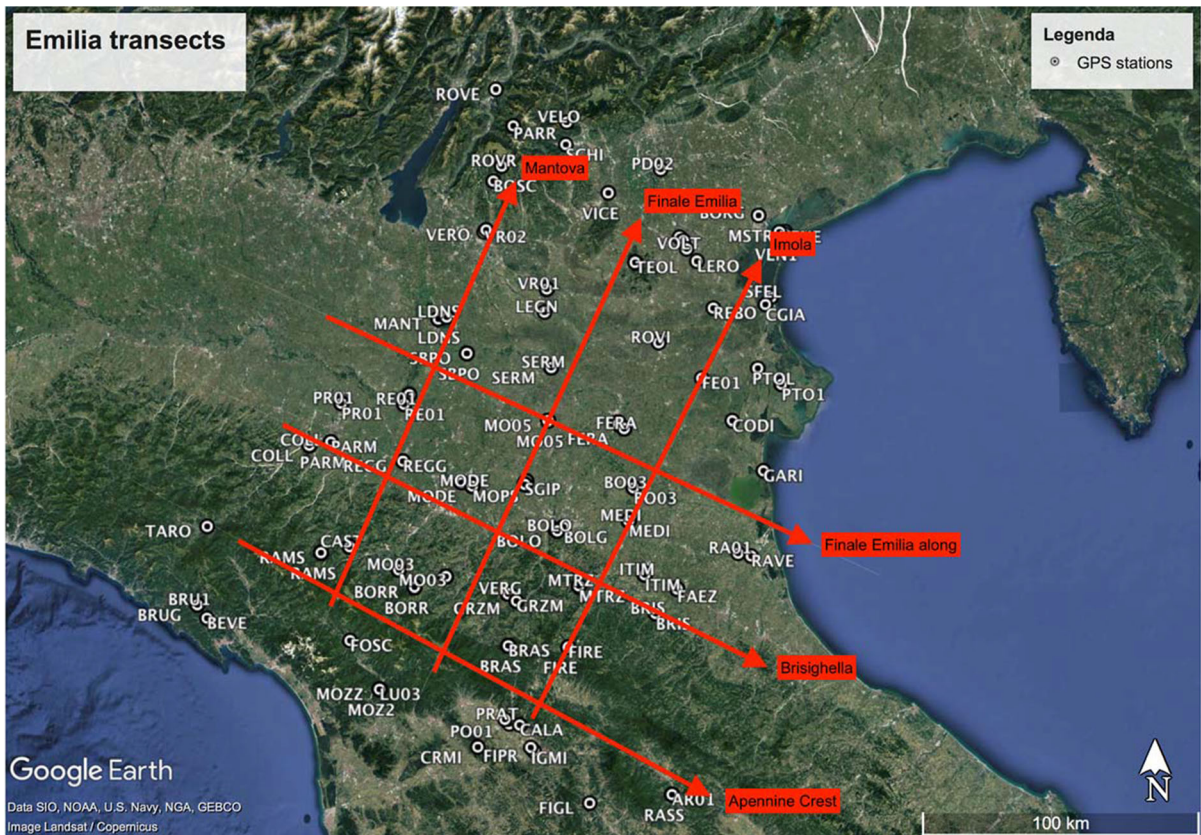 Emilia transects
Legenda
GPS stations
ROVE
VELO
PARR
SCHI
ROVR
Mantova
PD02
BOSC
Finale Emilia
VICE
BORG
VERO
R02
VOLT
MSTR
Imola
VEN1
TEOL
LERO
VR01
SFEL
LDNS
LEGN
REBO
CGIA
MANT
LDNS
ROVI
SBPO
SBPO
SERM
SERM
FE01
PTOL
PTO1
PR01
PR01
RE01
RE01
MO05
FERA
CODI
MO05
FERA
COLL
PARM
COLL
PARM
REGG
REGG
GARI
MODE
SGIP
BO03
MODE
MOPS
BO03
MEDI
TARO
BOLO
BOLG
MEDI
BOLO
Finale Emilia along
CAST
RA01
RAVE
RAMS
RAMS
MO03
ITIM
MO03
MTRZ
ITIM
BORR
VERG
MTRZ
FAEZ
BRU1
BORR
GRZM
GRZM
BRIS
BRUG
BEVE
BRIS
FOSC
BRAS
FIRE
BRAS
FIRE
Brisighella
MOZZ
LU03
MOZ2
PRAT
PO01
CALA
CRMI
FIPR
IGMI
Google Earth
AR01
Apennine Crest
FIGL
RASS
N
Data SIO, NOAA, U.S. Navy, NGA, GEBCO
Image Landsat / Copernicus
100 km